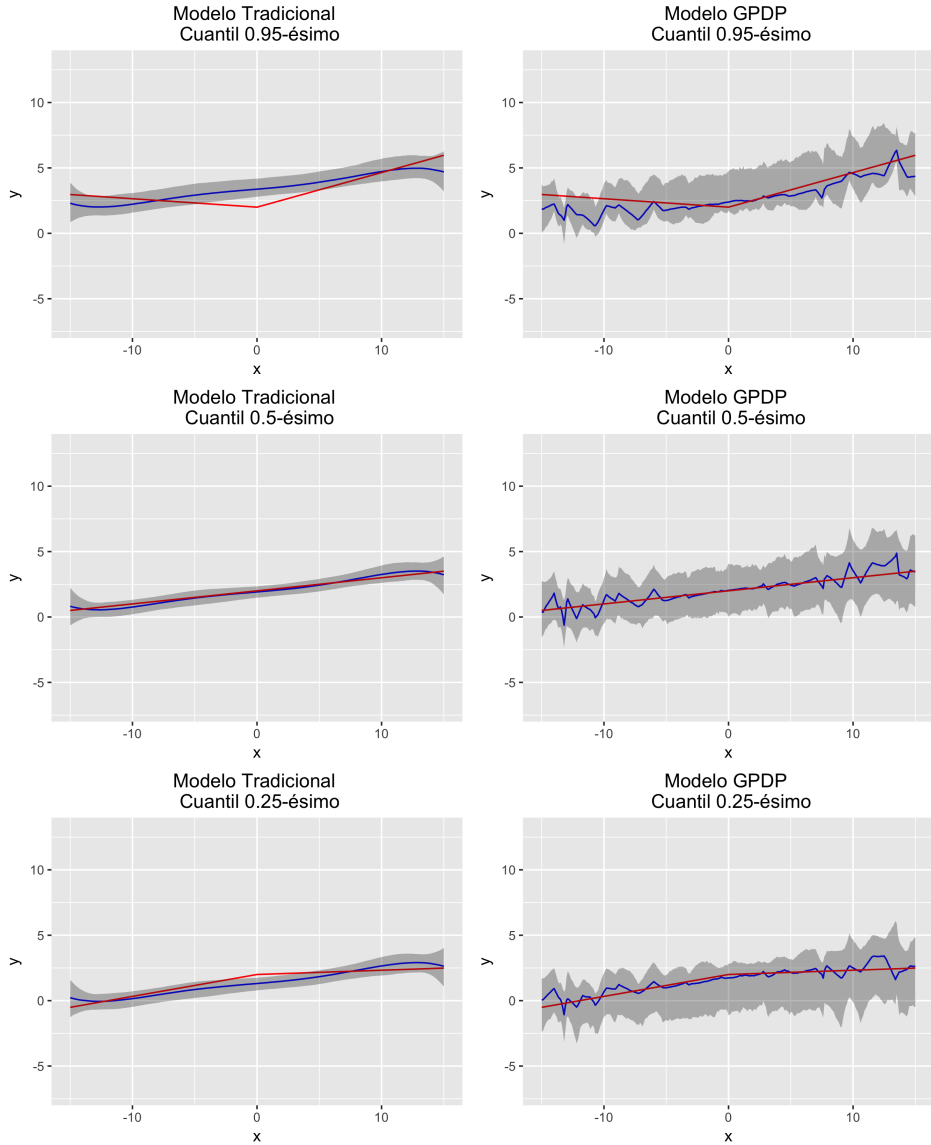 Modelo Tradicional
Cuantil 0.95-ésimo
10
5
0
-5
y
-10
0
10
x
Modelo GPDP
Cuantil 0.95-ésimo
10
5
0
-5
y
-10
0
10
x
Modelo Tradicional
Cuantil 0.5-ésimo
10
5
0
-5
y
-10
0
10
x
Modelo GPDP
Cuantil 0.5-ésimo
10
5
0
-5
y
-10
0
10
x
Modelo Tradicional
Cuantil 0.25-ésimo
10
5
0
-5
y
-10
0
10
x
Modelo GPDP
Cuantil 0.25-ésimo
10
5
0
-5
y
-10
0
10
x